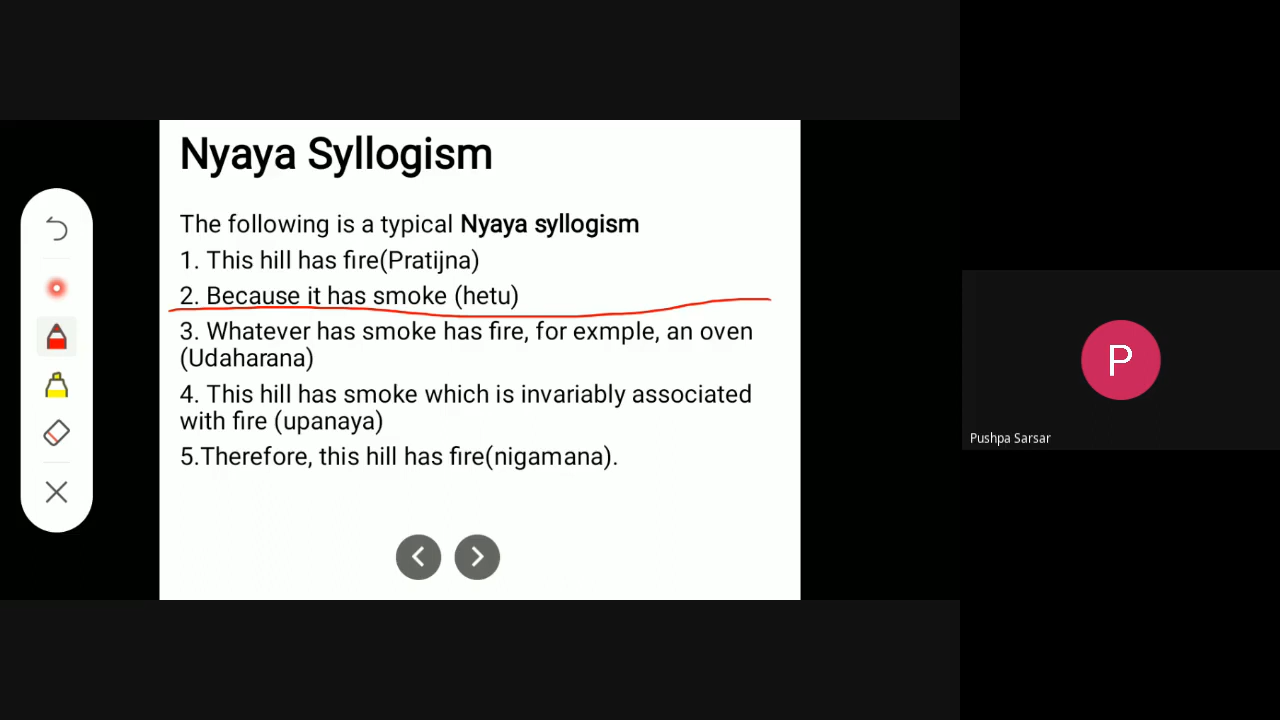 Nyaya Syllogism
The following is a typical Nyaya syllogism
1. This hill has fire(Pratijna)
2. Because it has smoke (hetu)
3. Whatever has smoke has fire, for exmple, an oven
(Udaharana)
4. This hill has smoke which is invariably associated
with fire (upanaya)
5.Therefore, this hill has fire(nigamana).
P
Pushpa Sarsar